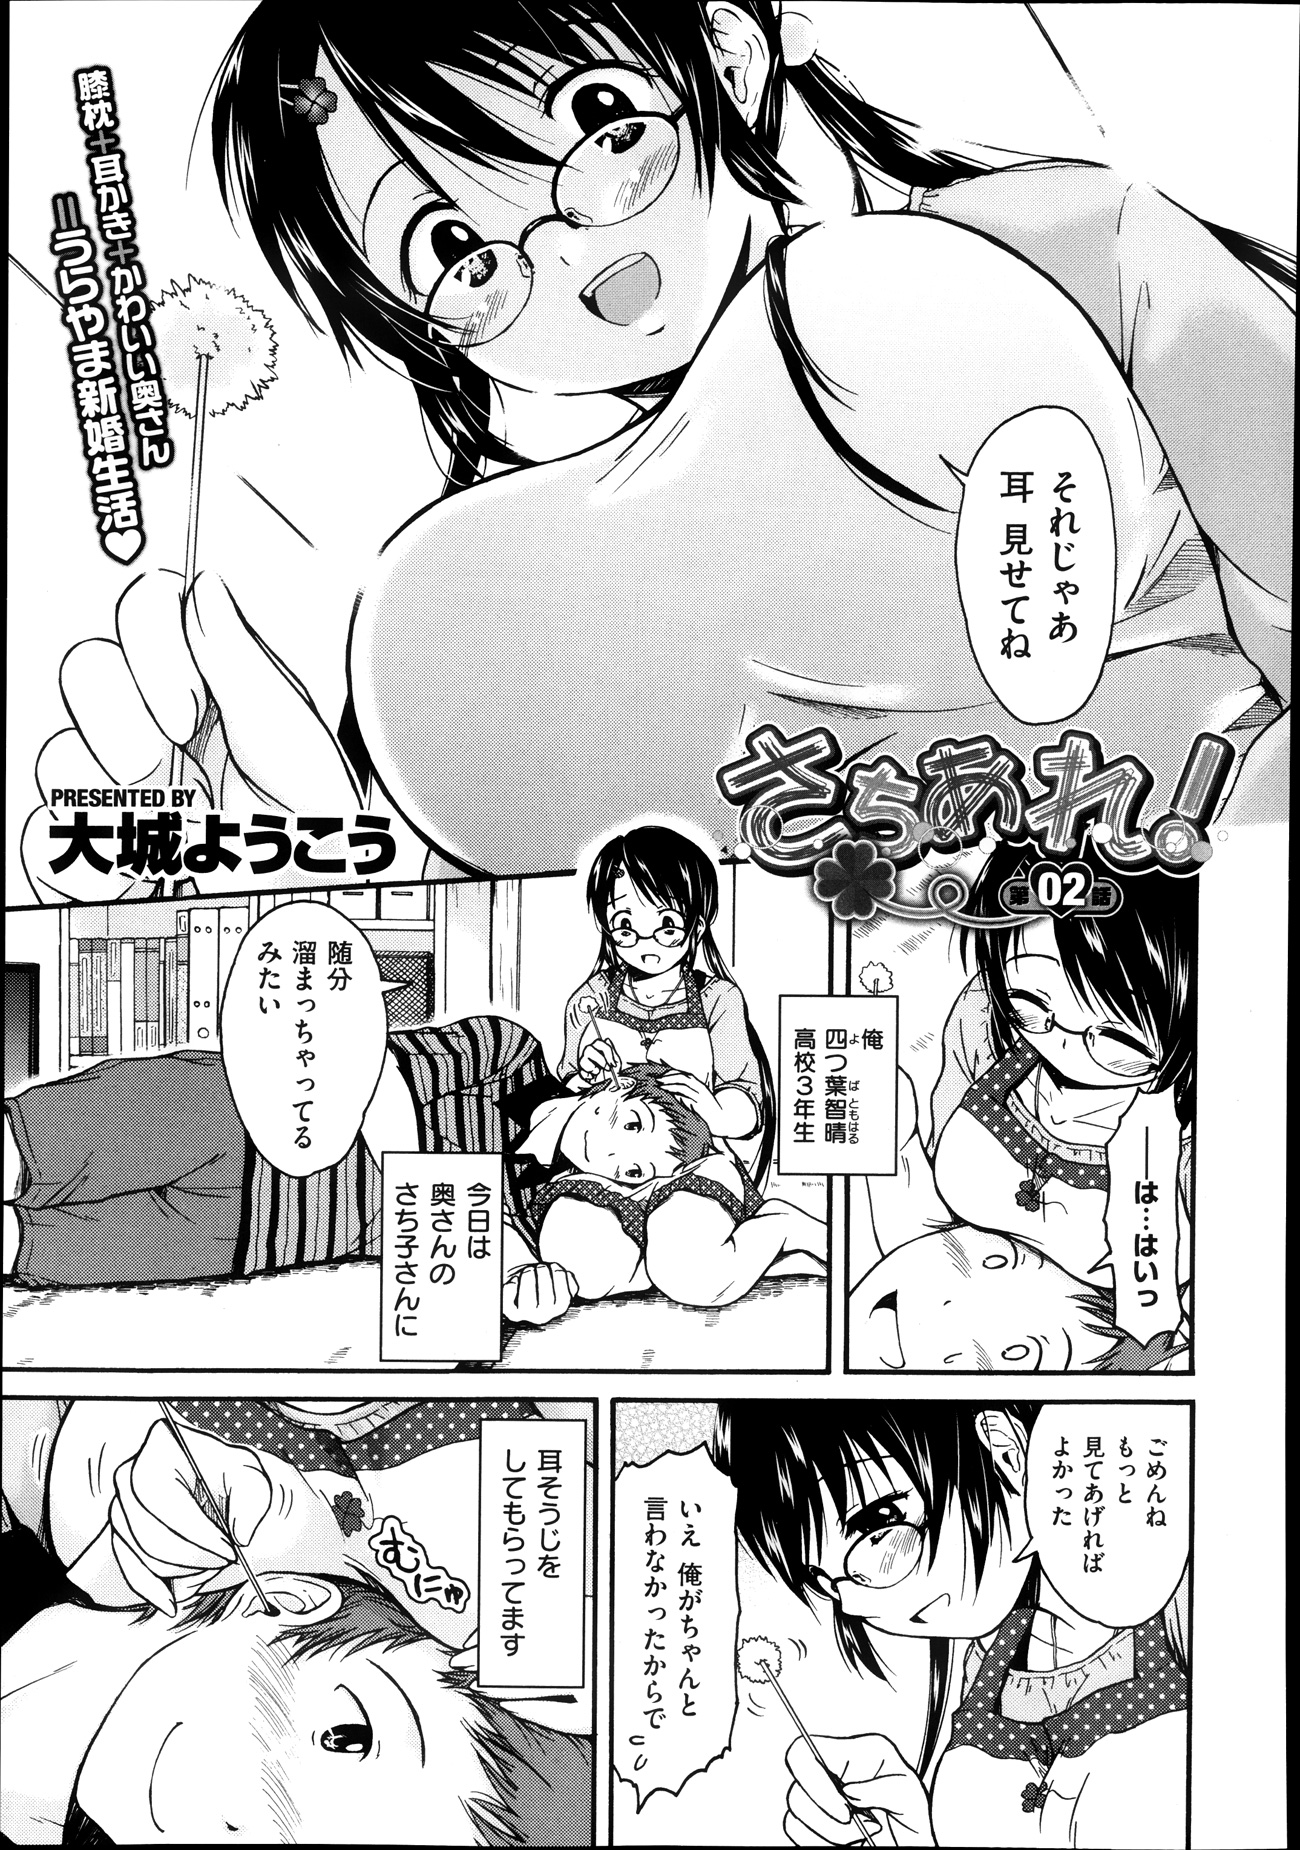 膝枕＋耳かき＋かわいい奥さん
＝うらやま新婚生活♥
それじゃあ
耳 見せてね
さちあれ!
第02話
PRESENTED BY
大城ようこう
――は…はいっ
俺
四つ葉智晴
よ ば ともはる
高校3年生
随分
溜まっちゃってる
みたい
今日は
奥さんの
さち子さんに
ごめんね
もっと
見てあげれば
よかった
いえ 俺がちゃんと
言わなかったからで
耳そうじを
してもらってます
むにゅ